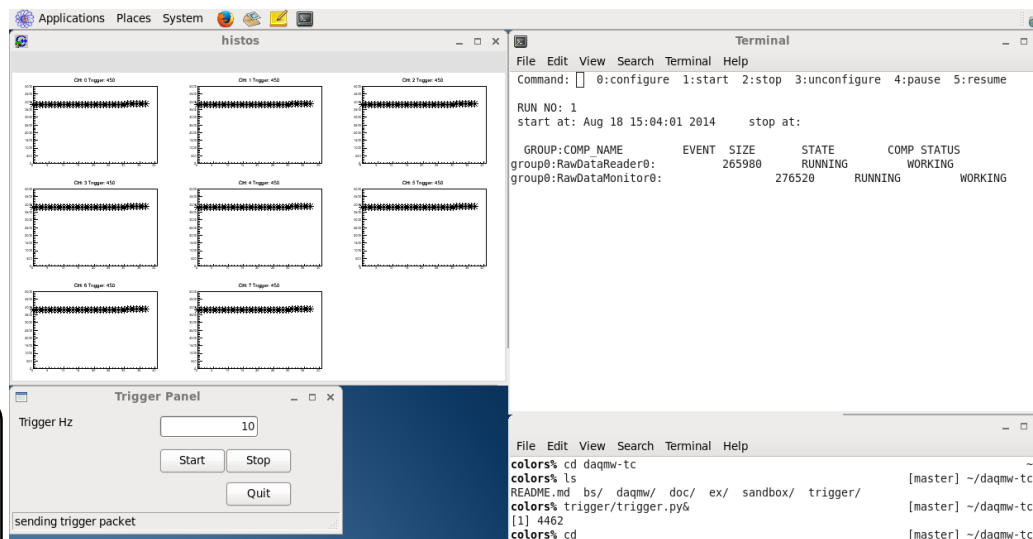 Applications Places System
histos
CH: 0 Trigger: 450
CH: 1 Trigger: 450
CH: 2 Trigger: 450
CH: 3 Trigger: 450
CH: 4 Trigger: 450
CH: 5 Trigger: 450
CH: 6 Trigger: 450
CH: 7 Trigger: 450
Trigger Panel
Trigger Hz 10
Start Stop
Quit
sending trigger packet
Terminal
File Edit View Search Terminal Help
Command: 0:configure 1:start 2:stop 3:unconfigure 4:pause 5:resume
RUN NO: 1
start at: Aug 18 15:04:01 2014 stop at:
GROUP:COMP_NAME EVENT SIZE STATE COMP STATUS
group0:RawDataReader0: 265980 RUNNING WORKING
group0:RawDataMonitor0: 276520 RUNNING WORKING
File Edit View Search Terminal Help
colors% cd daqmw-tc ~
colors% ls [master] ~/daqmw-tc
README.md bs/ daqmw/ doc/ ex/ sandbox/ trigger/
colors% trigger/trigger.py& [master] ~/daqmw-tc
[1] 4462
colors% cd [master] ~/daqmw-tc